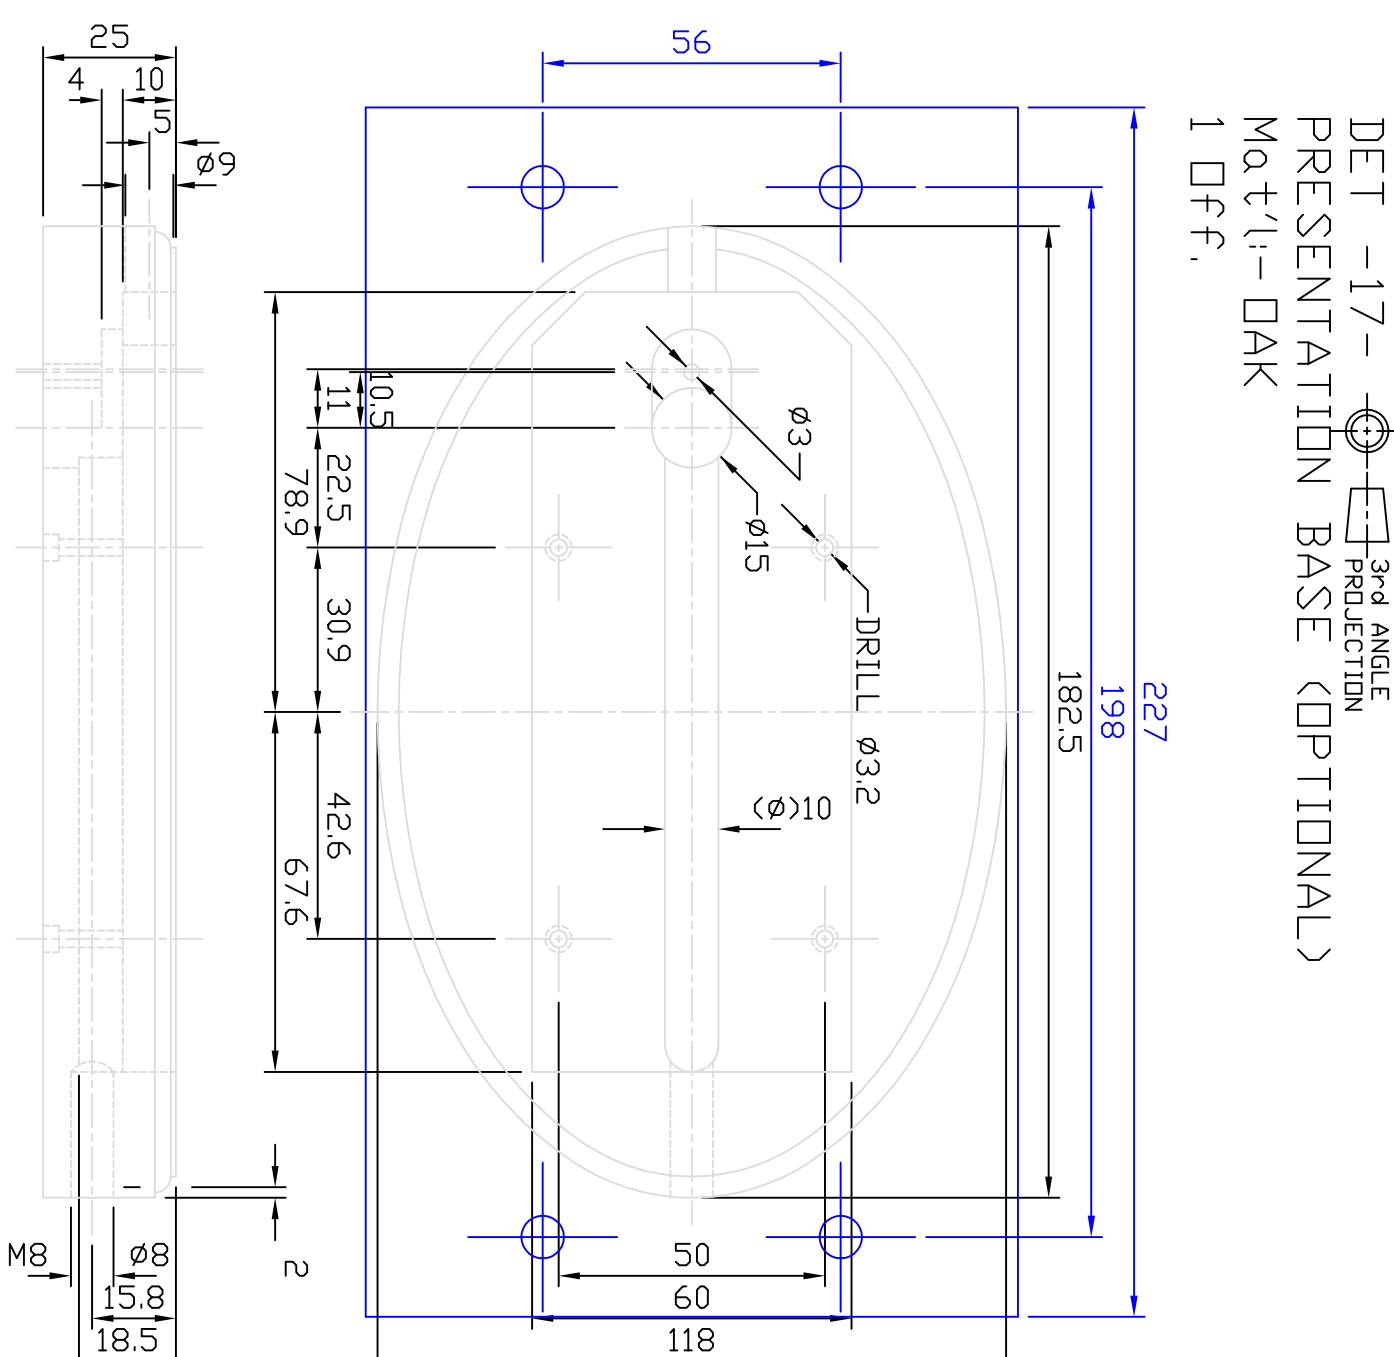 DET -17-
3rd ANGLE
PROJECTION
PRESENTATION BASE (OPTIONAL)
Mat'l:- OAK
1 Off.
25
4
10
5
ø9
56
227
198
182.5
10.5
11
22.5
78.9
30.9
42.6
67.6
ø3
ø15
DRILL ø3.2
(ø)10
2
M8
ø8
15.8
18.5
50
60
118